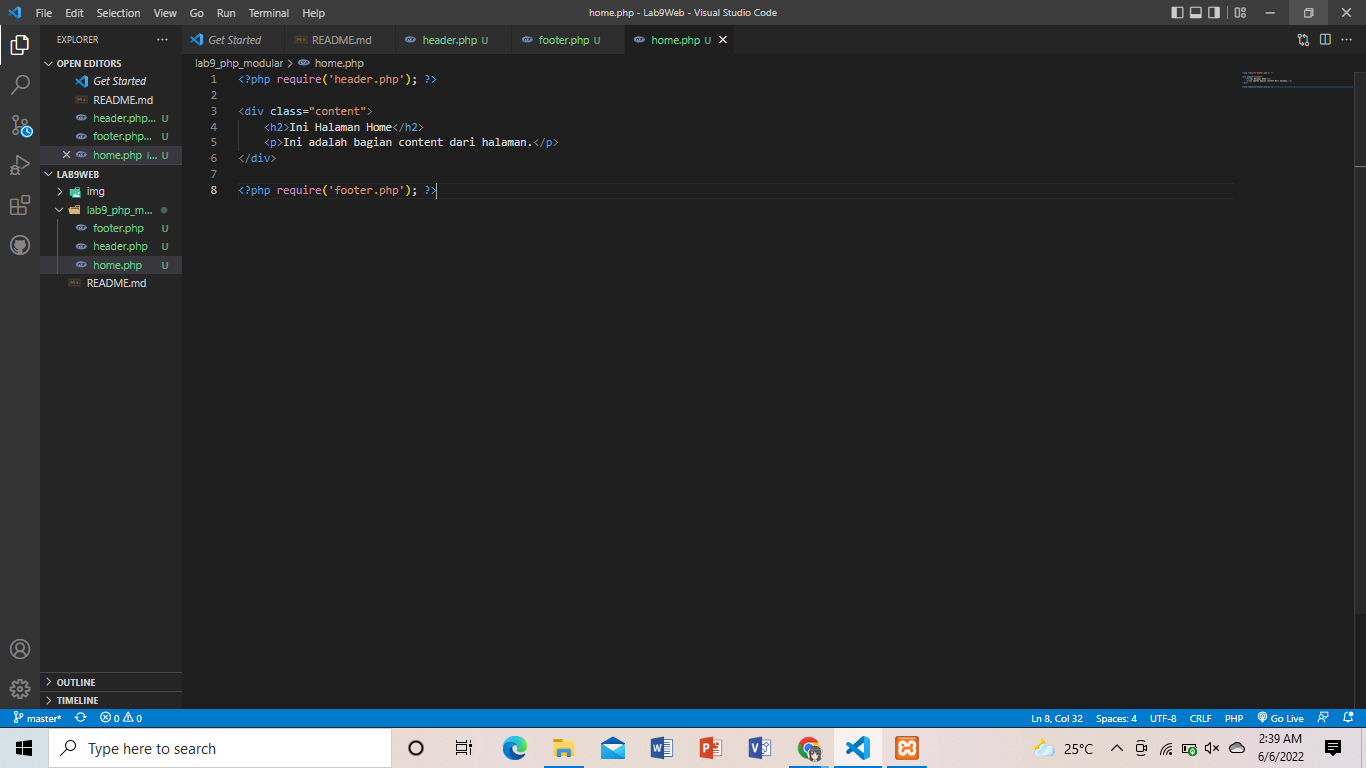 File Edit Selection View Go Run Terminal Help
home.php - Lab9Web - Visual Studio Code
EXPLORER
Get Started
README.md
header.php U
footer.php U
home.php U
OPEN EDITORS
Get Started
README.md
header.php... U
footer.php... U
home.php l... U
LAB9WEB
img
lab9_php_m...
footer.php U
header.php U
home.php U
README.md
OUTLINE
TIMELINE
lab9_php_modular > home.php
1 <?php require('header.php'); ?>
2
3 <div class="content">
4 <h2>Ini Halaman Home</h2>
5 <p>Ini adalah bagian content dari halaman.</p>
6 </div>
7
8 <?php require('footer.php'); ?>
master* 0 0
Ln 8, Col 32 Spaces: 4 UTF-8 CRLF PHP Go Live
Type here to search
25°C
2:39 AM
6/6/2022